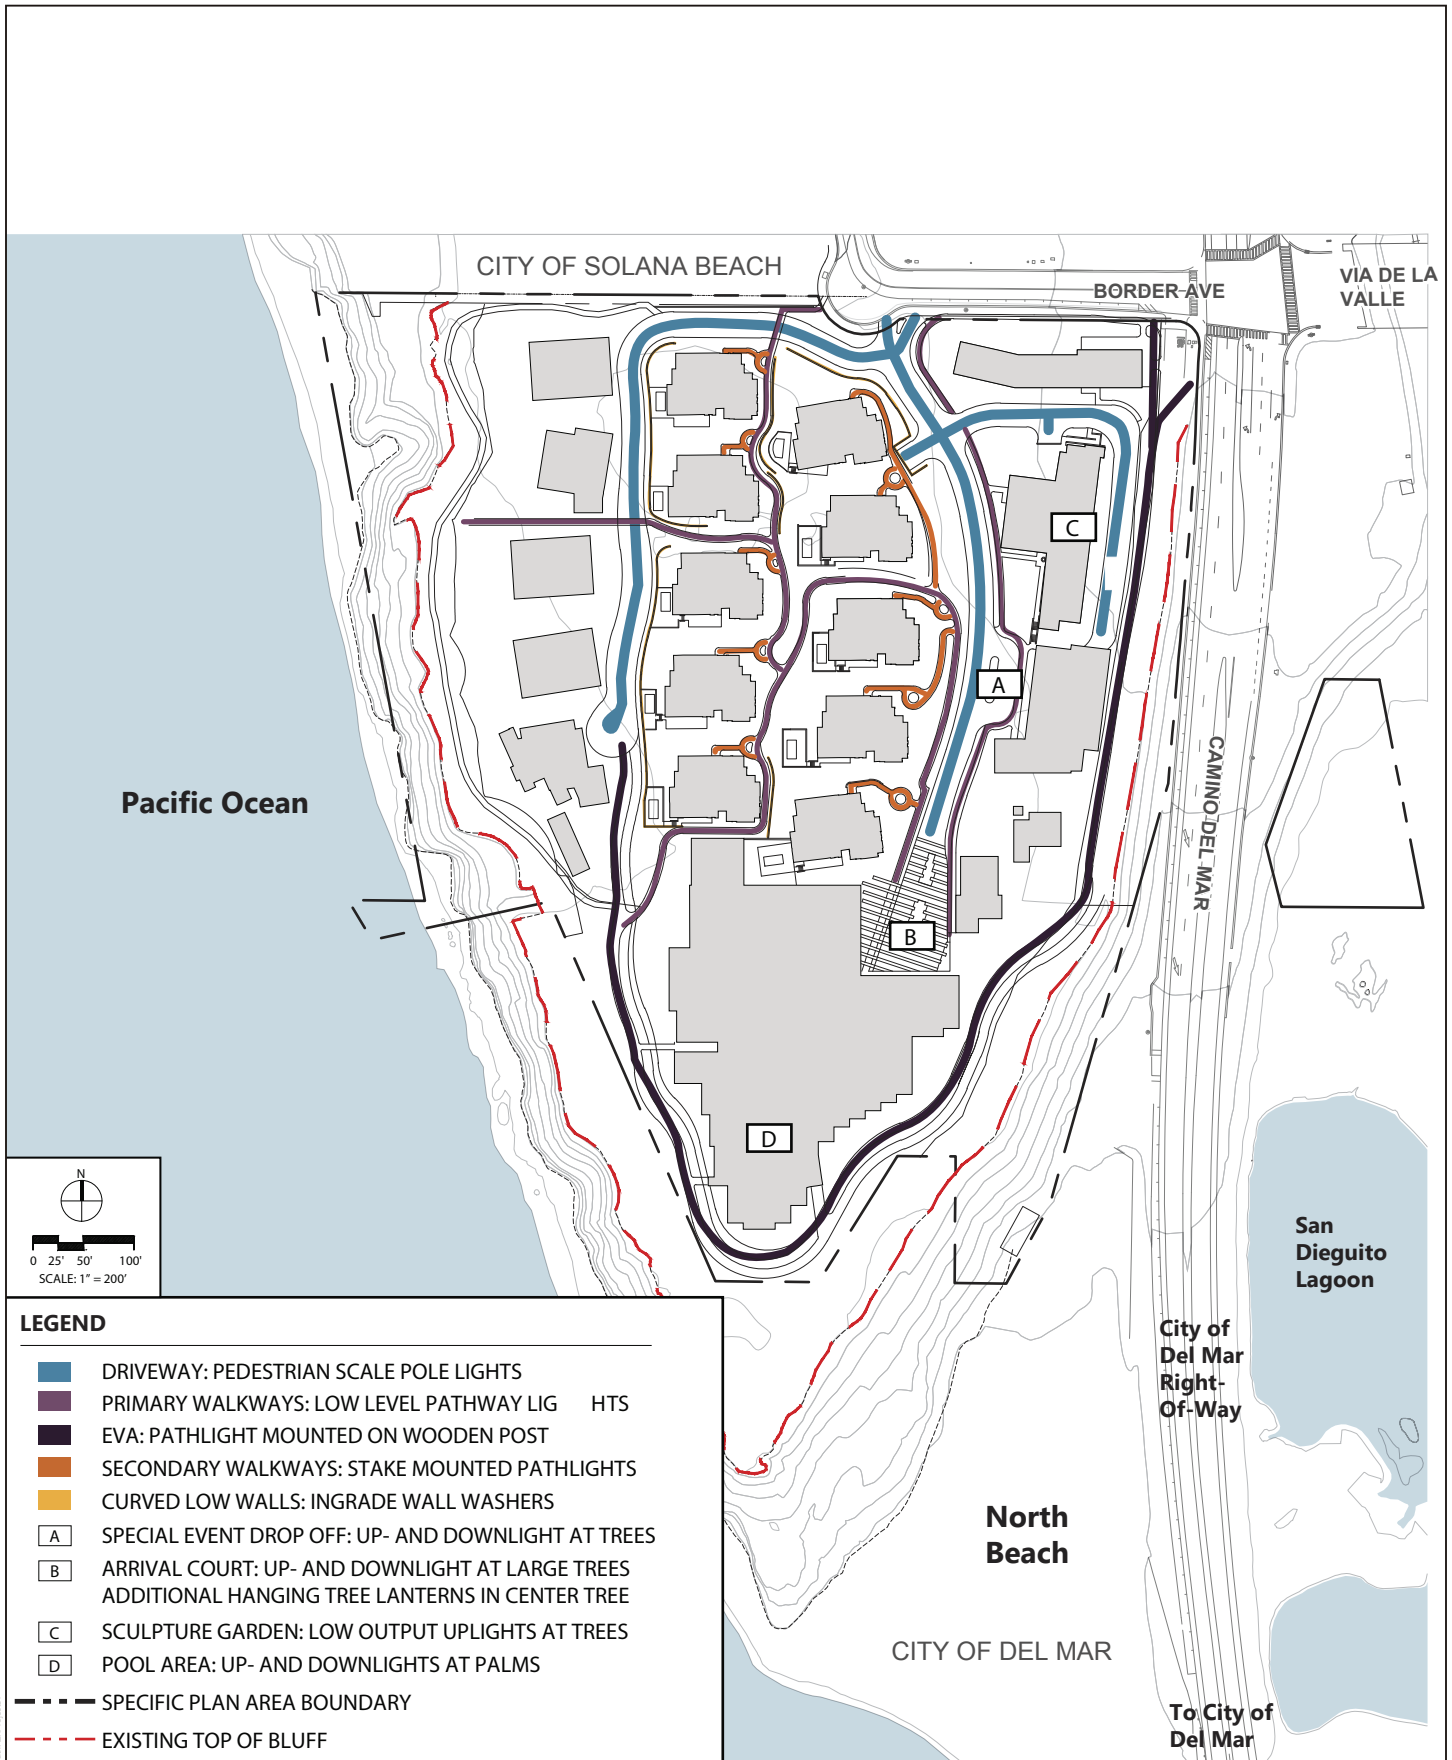 CITY OF SOLANA BEACH
BORDER AVE
VIA DE LA
VALLE
C
A
Pacific Ocean
CAMINO DEL MAR
B
D
N
0 25' 50' 100'
SCALE: 1" = 200'
San
Dieguito
Lagoon
City of
Del Mar
Right-
Of-Way
North
Beach
CITY OF DEL MAR
To City of
Del Mar
LEGEND
DRIVEWAY: PEDESTRIAN SCALE POLE LIGHTS
PRIMARY WALKWAYS: LOW LEVEL PATHWAY LIG HTS
EVA: PATHLIGHT MOUNTED ON WOODEN POST
SECONDARY WALKWAYS: STAKE MOUNTED PATHLIGHTS
CURVED LOW WALLS: INGRADE WALL WASHERS
A SPECIAL EVENT DROP OFF: UP- AND DOWNLIGHT AT TREES
B ARRIVAL COURT: UP- AND DOWNLIGHT AT LARGE TREES
ADDITIONAL HANGING TREE LANTERNS IN CENTER TREE
C SCULPTURE GARDEN: LOW OUTPUT UPLIGHTS AT TREES
D POOL AREA: UP- AND DOWNLIGHTS AT PALMS
SPECIFIC PLAN AREA BOUNDARY
EXISTING TOP OF BLUFF